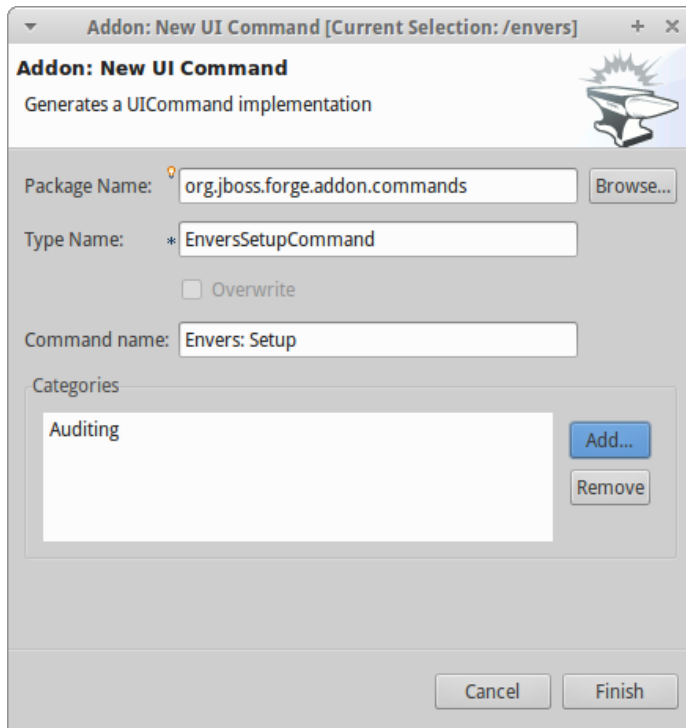 Addon: New UI Command [Current Selection: /envers]
Addon: New UI Command
Generates a UICommand implementation
Package Name: org.jboss.forge.addon.commands Browse...
Type Name: * EnversSetupCommand
Overwrite
Command name: Envers: Setup
Categories
Auditing
Add...
Remove
Cancel Finish